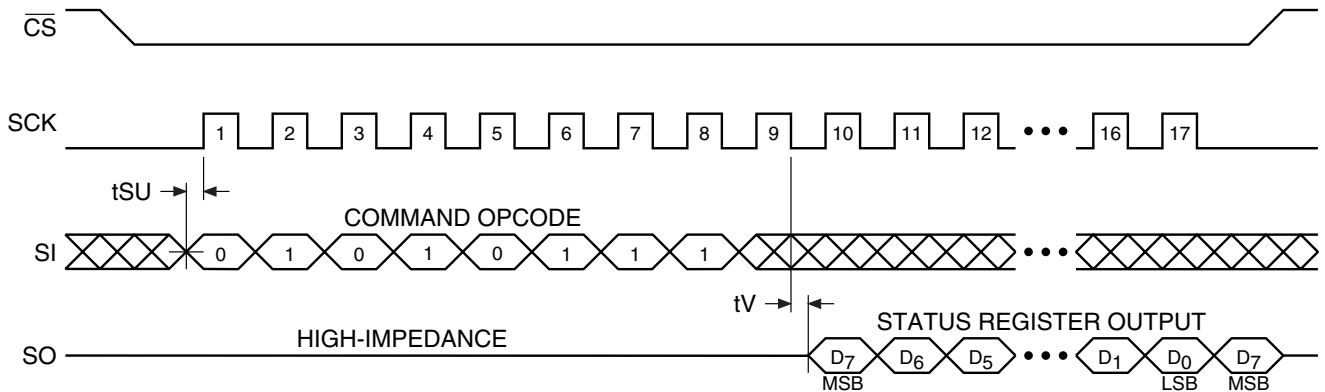 CS
SCK 1 2 3 4 5 6 7 8 9 10 11 12 16 17
tSU
COMMAND OPCODE
SI 0 1 0 1 0 1 1 1
tV
HIGH-IMPEDANCE
STATUS REGISTER OUTPUT
SO D7 D6 D5 D1 D0 D7
MSB LSB MSB